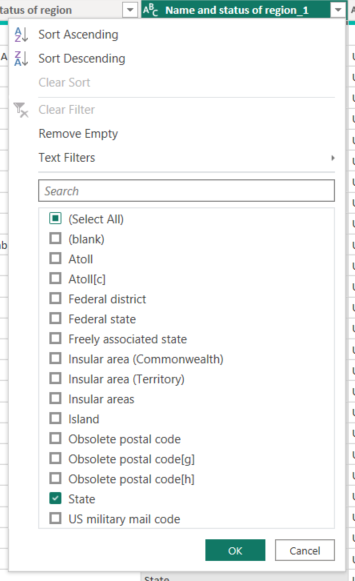 tatus of region
ABC Name and status of region_1
A↓Z Sort Ascending
Z↓A Sort Descending
Clear Sort
Clear Filter
Remove Empty
Text Filters
Search
(Select All)
(blank)
Atoll
Atoll[c]
Federal district
Federal state
Freely associated state
Insular area (Commonwealth)
Insular area (Territory)
Insular areas
Island
Obsolete postal code
Obsolete postal code[g]
Obsolete postal code[h]
State
US military mail code
OK
Cancel
State